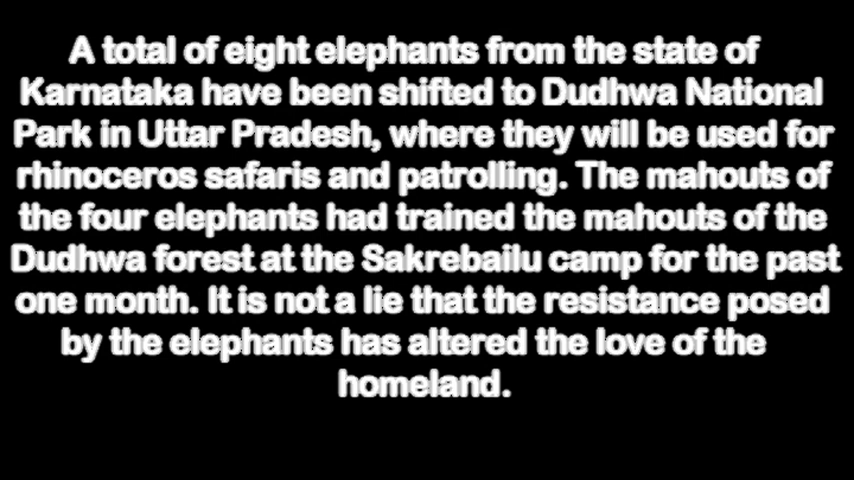 A total of eight elephants from the state of
Karnataka have been shifted to Dudhwa National
Park in Uttar Pradesh, where they will be used for
rhinoceros safaris and patrolling. The mahouts of
the four elephants had trained the mahouts of the
Dudhwa forest at the Sakrebailu camp for the past
one month. It is not a lie that the resistance posed
by the elephants has altered the love of the
homeland.